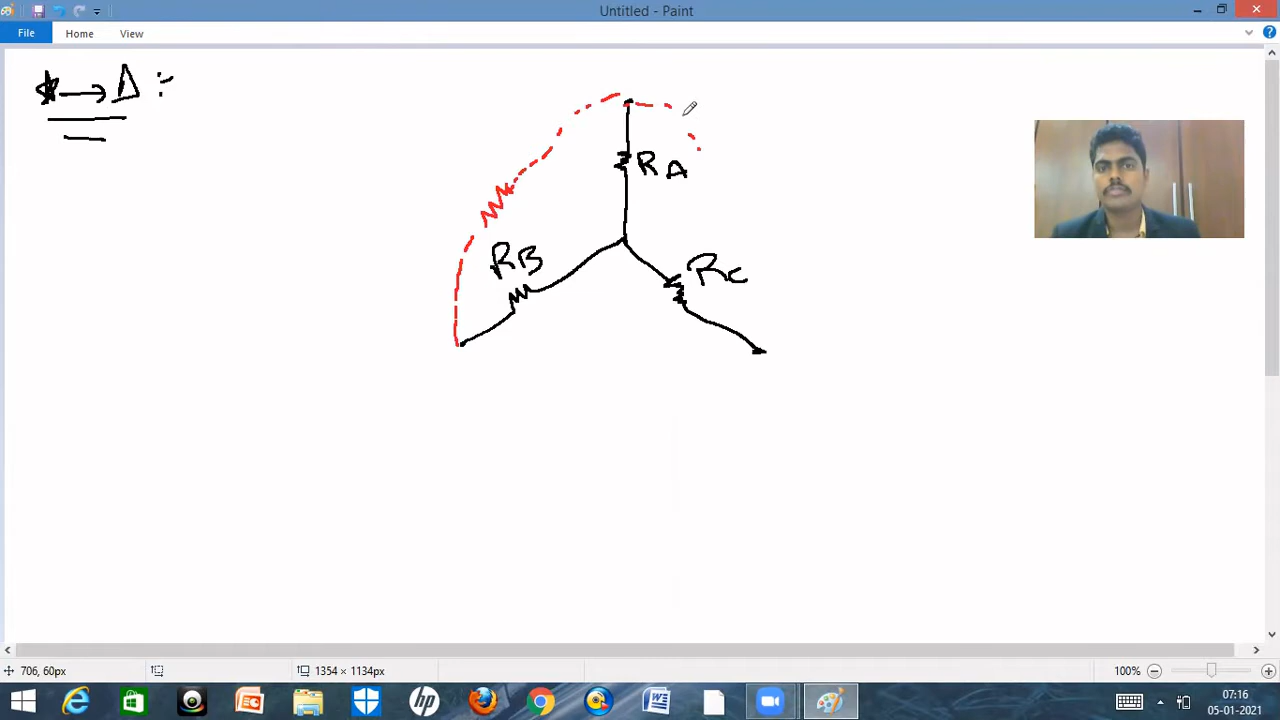 Untitled - Paint
File Home View
★→Δ :-
RA
RB
RC
706, 60px 1354 × 1134px 100%
07:16
05-01-2021